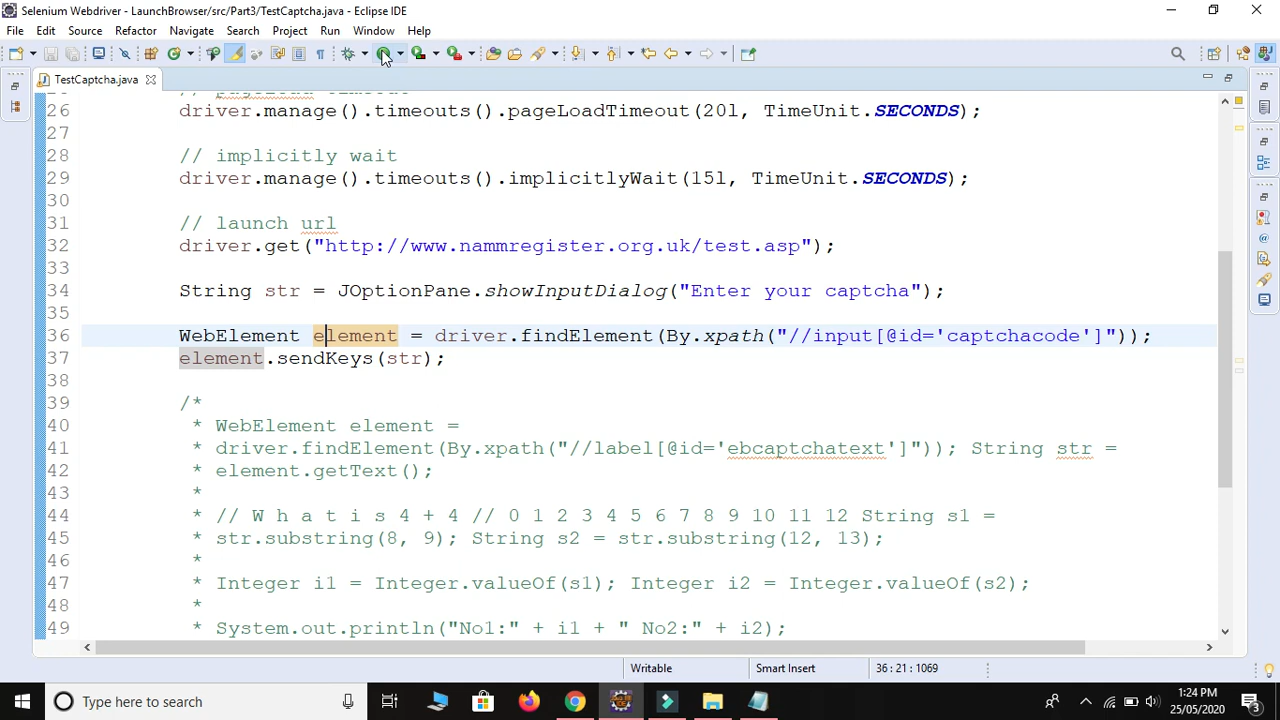 Selenium Webdriver - LaunchBrowser/src/Part3/TestCaptcha.java - Eclipse IDE
File Edit Source Refactor Navigate Search Project Run Window Help
TestCaptcha.java
26 driver.manage().timeouts().pageLoadTimeout(20l, TimeUnit.SECONDS);
27
28 // implicitly wait
29 driver.manage().timeouts().implicitlyWait(15l, TimeUnit.SECONDS);
30
31 // launch url
32 driver.get("http://www.nammregister.org.uk/test.asp");
33
34 String str = JOptionPane.showInputDialog("Enter your captcha");
35
36 WebElement element = driver.findElement(By.xpath("//input[@id='captchacode']"));
37 element.sendKeys(str);
38
39 /*
40 * WebElement element =
41 * driver.findElement(By.xpath("//label[@id='ebcaptchatext']")); String str =
42 * element.getText();
43 *
44 * // W h a t i s 4 + 4 // 0 1 2 3 4 5 6 7 8 9 10 11 12 String s1 =
45 * str.substring(8, 9); String s2 = str.substring(12, 13);
46 *
47 * Integer i1 = Integer.valueOf(s1); Integer i2 = Integer.valueOf(s2);
48 *
49 * System.out.println("No1:" + i1 + " No2:" + i2);
Writable Smart Insert 36 : 21 : 1069
Type here to search
1:24 PM
25/05/2020
3